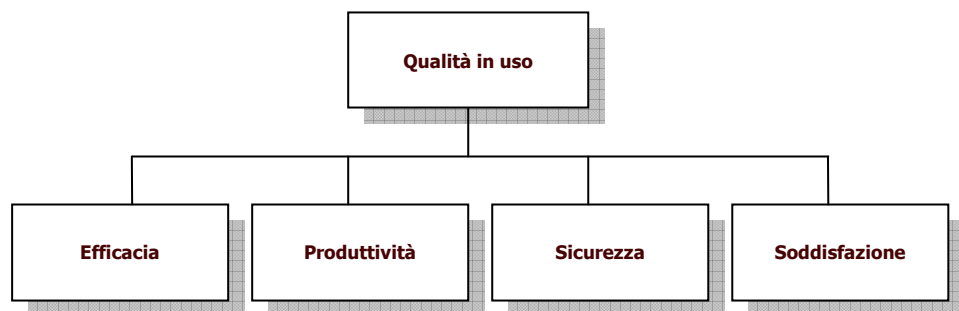 Qualità in uso
Efficacia
Produttività
Sicurezza
Soddisfazione